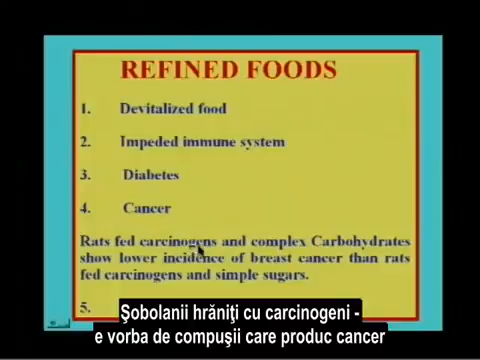 REFINED FOODS
1. Devitalized food
2. Impeded immune system
3. Diabetes
4. Cancer
Rats fed carcinogens and complex Carbohydrates
show lower incidence of breast cancer than rats
fed carcinogens and simple sugars.
5.
Şobolanii hrăniţi cu carcinogeni -
e vorba de compuşii care produc cancer